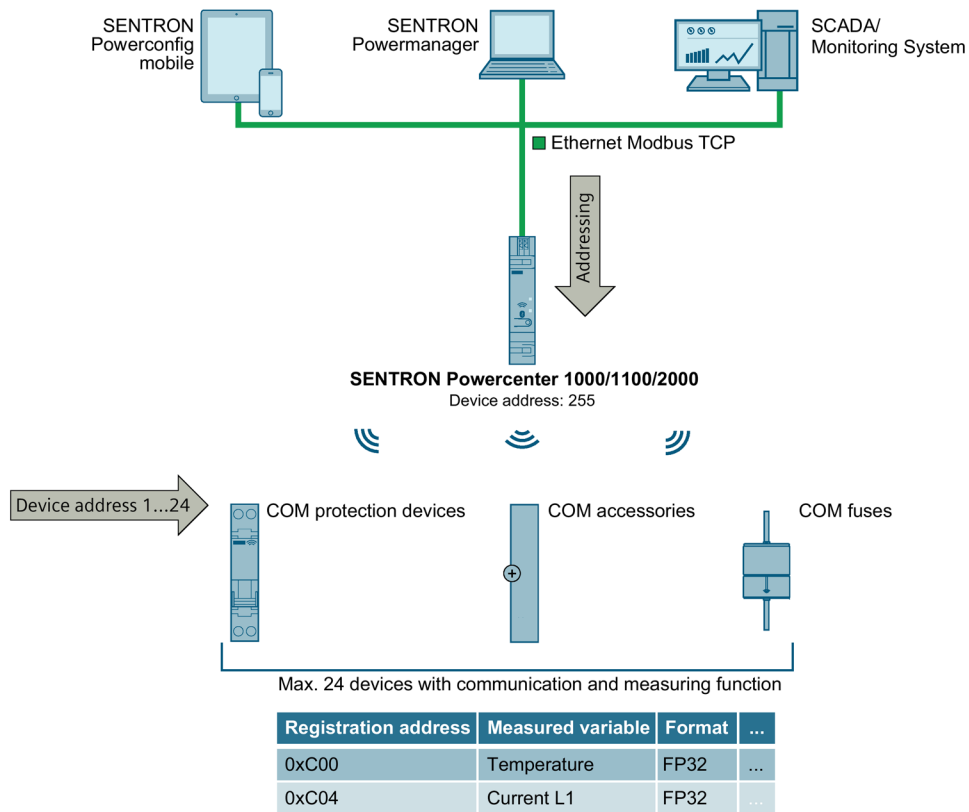 SENTRON
Powerconfig
mobile
SENTRON
Powermanager
SCADA/
Monitoring System
Ethernet Modbus TCP
Addressing
SENTRON Powercenter 1000/1100/2000
Device address: 255
Device address 1...24
COM protection devices
COM accessories
COM fuses
Max. 24 devices with communication and measuring function
Registration address Measured variable Format ...
0xC00 Temperature FP32 ...
0xC04 Current L1 FP32 ...